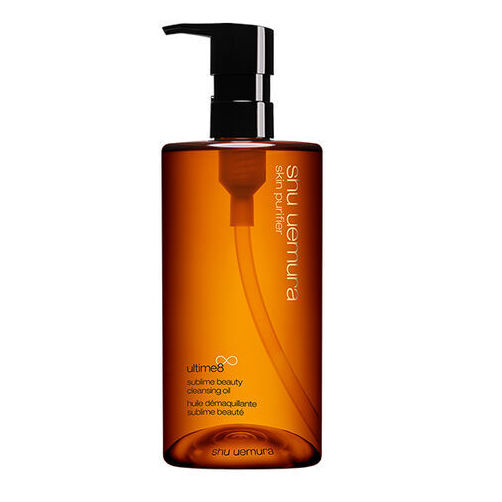 shu uemura
skin purifier
ultime8
sublime beauty
cleansing oil
huile démaquillante
sublime beauté
shu uemura